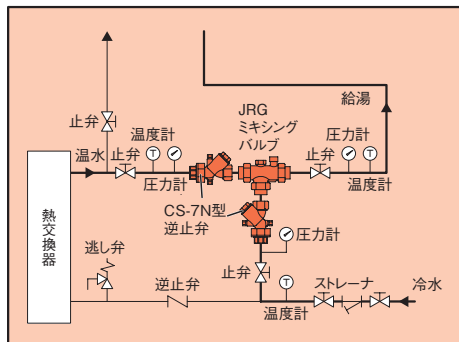 JRG
ミキシング
バルブ
給湯
止弁
温度計
圧力計
温水
止弁
止弁
T
T
圧力計
温度計
CS-7N型
逆止弁
熱交換器
圧力計
逃し弁
止弁
逆止弁
T
ストレーナ
冷水
温度計